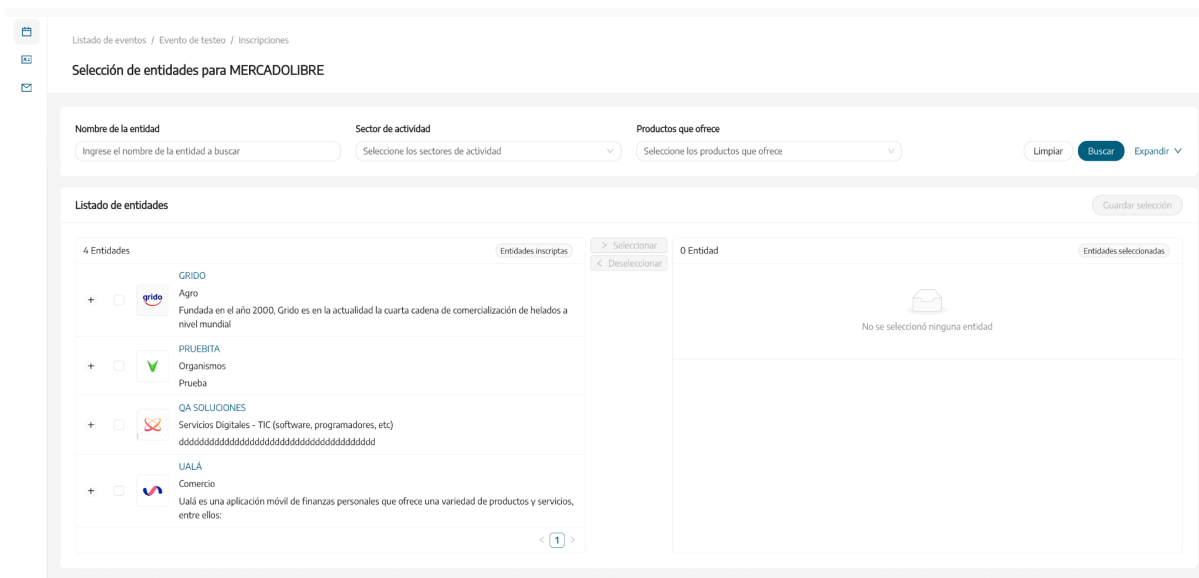 Listado de eventos / Evento de testeo / Inscripciones
Selección de entidades para MERCADOLIBRE
Nombre de la entidad
Sector de actividad
Productos que ofrece
Ingrese el nombre de la entidad a buscar
Seleccione los sectores de actividad
Seleccione los productos que ofrece
Limpiar
Buscar
Expandir
Listado de entidades
Guardar selección
4 Entidades
Entidades inscriptas
> Seleccionar
< Deseleccionar
0 Entidad
Entidades seleccionadas
GRIDO
grido
Agro
Fundada en el año 2000, Grido es en la actualidad la cuarta cadena de comercialización de helados a
nivel mundial
No se seleccionó ninguna entidad
PRUEBITA
Organismos
Prueba
QA SOLUCIONES
Servicios Digitales - TIC (software, programadores, etc)
ddddddddddddddddddddddddddddddddddddddd
UALÁ
Comercio
Ualá es una aplicación móvil de finanzas personales que ofrece una variedad de productos y servicios,
entre ellos:
< 1 >